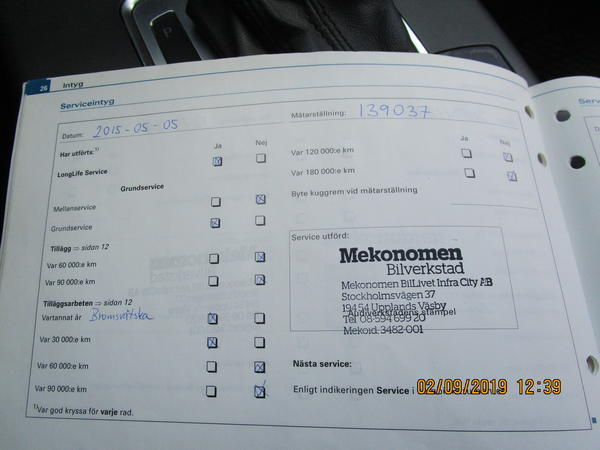 P
26 Intyg
Serviceintyg
Datum: 2015-05-05
Mätarställning: 139037
Har utförts:¹⁾ Ja Nej
LongLife Service
Grundservice
Mellanservice
Grundservice
Tillägg ⇒ sidan 12
Var 60 000:e km
Var 90 000:e km
Tilläggsarbeten ⇒ sidan 12
Vartannat år Bromsvätska
Var 30 000:e km
Var 60 000:e km
Var 90 000:e km
¹⁾Var god kryssa för varje rad.
Ja Nej
Var 120 000:e km
Var 180 000:e km
Byte kuggrem vid mätarställning
Service utförd:
Mekonomen
Bilverkstad
Mekonomen BilLivet Infra City AB
Stockholmsvägen 37
194 54 Upplands Väsby
Audiverkstadens stämpel
Tel 08-594 699 20
Mekoid: 3482-001
Nästa service:
Enligt indikeringen Service i
02/09/2019 12:39